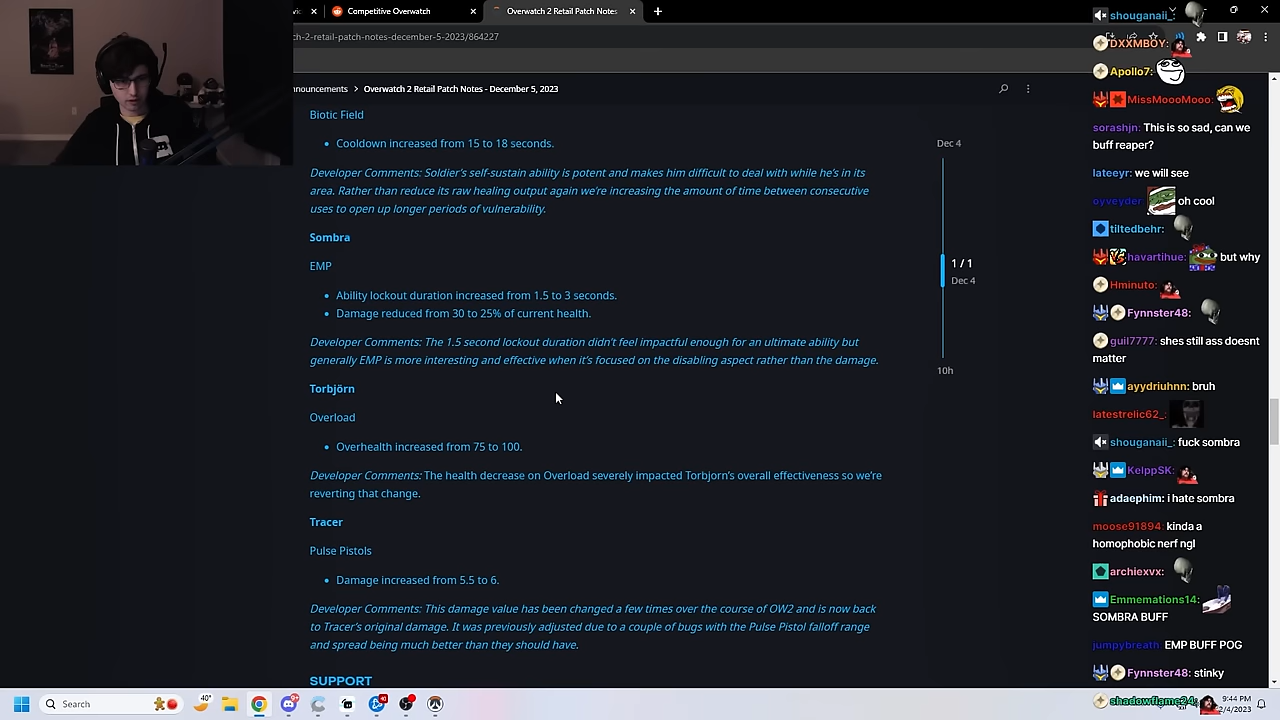 Competitive Overwatch
Overwatch 2 Retail Patch Notes
ch-2-retail-patch-notes-december-5-2023/864227
nnouncements > Overwatch 2 Retail Patch Notes - December 5, 2023
Biotic Field
• Cooldown increased from 15 to 18 seconds.
Developer Comments: Soldier's self-sustain ability is potent and makes him difficult to deal with while he's in its
area. Rather than reduce its raw healing output again we're increasing the amount of time between consecutive
uses to open up longer periods of vulnerability.
Sombra
EMP
• Ability lockout duration increased from 1.5 to 3 seconds.
• Damage reduced from 30 to 25% of current health.
Developer Comments: The 1.5 second lockout duration didn't feel impactful enough for an ultimate ability but
generally EMP is more interesting and effective when it's focused on the disabling aspect rather than the damage.
Torbjörn
Overload
• Overhealth increased from 75 to 100.
Developer Comments: The health decrease on Overload severely impacted Torbjorn's overall effectiveness so we're
reverting that change.
Tracer
Pulse Pistols
• Damage increased from 5.5 to 6.
Developer Comments: This damage value has been changed a few times over the course of OW2 and is now back
to Tracer's original damage. It was previously adjusted due to a couple of bugs with the Pulse Pistol falloff range
and spread being much better than they should have.
SUPPORT
Dec 4
1 / 1
Dec 4
10h
shouganaii_:
DXXMBOY:
Apollo7:
MissMoooMooo:
sorashjn: This is so sad, can we
buff reaper?
lateeyr: we will see
oyveyder: oh cool
tiltedbehr:
havartihue: but why
Hminuto:
Fynnster48:
guil7777: shes still ass doesnt
matter
ayydriuhnn: bruh
latestrelic62_:
shouganaii_: fuck sombra
KelppSK:
adaephim: i hate sombra
moose91894: kinda a
homophobic nerf ngl
archiexvx:
Emmemations14:
SOMBRA BUFF
jumpybreath: EMP BUFF POG
Fynnster48: stinky
shadowflame24:
Search
40°
9:44 PM
2/4/2023